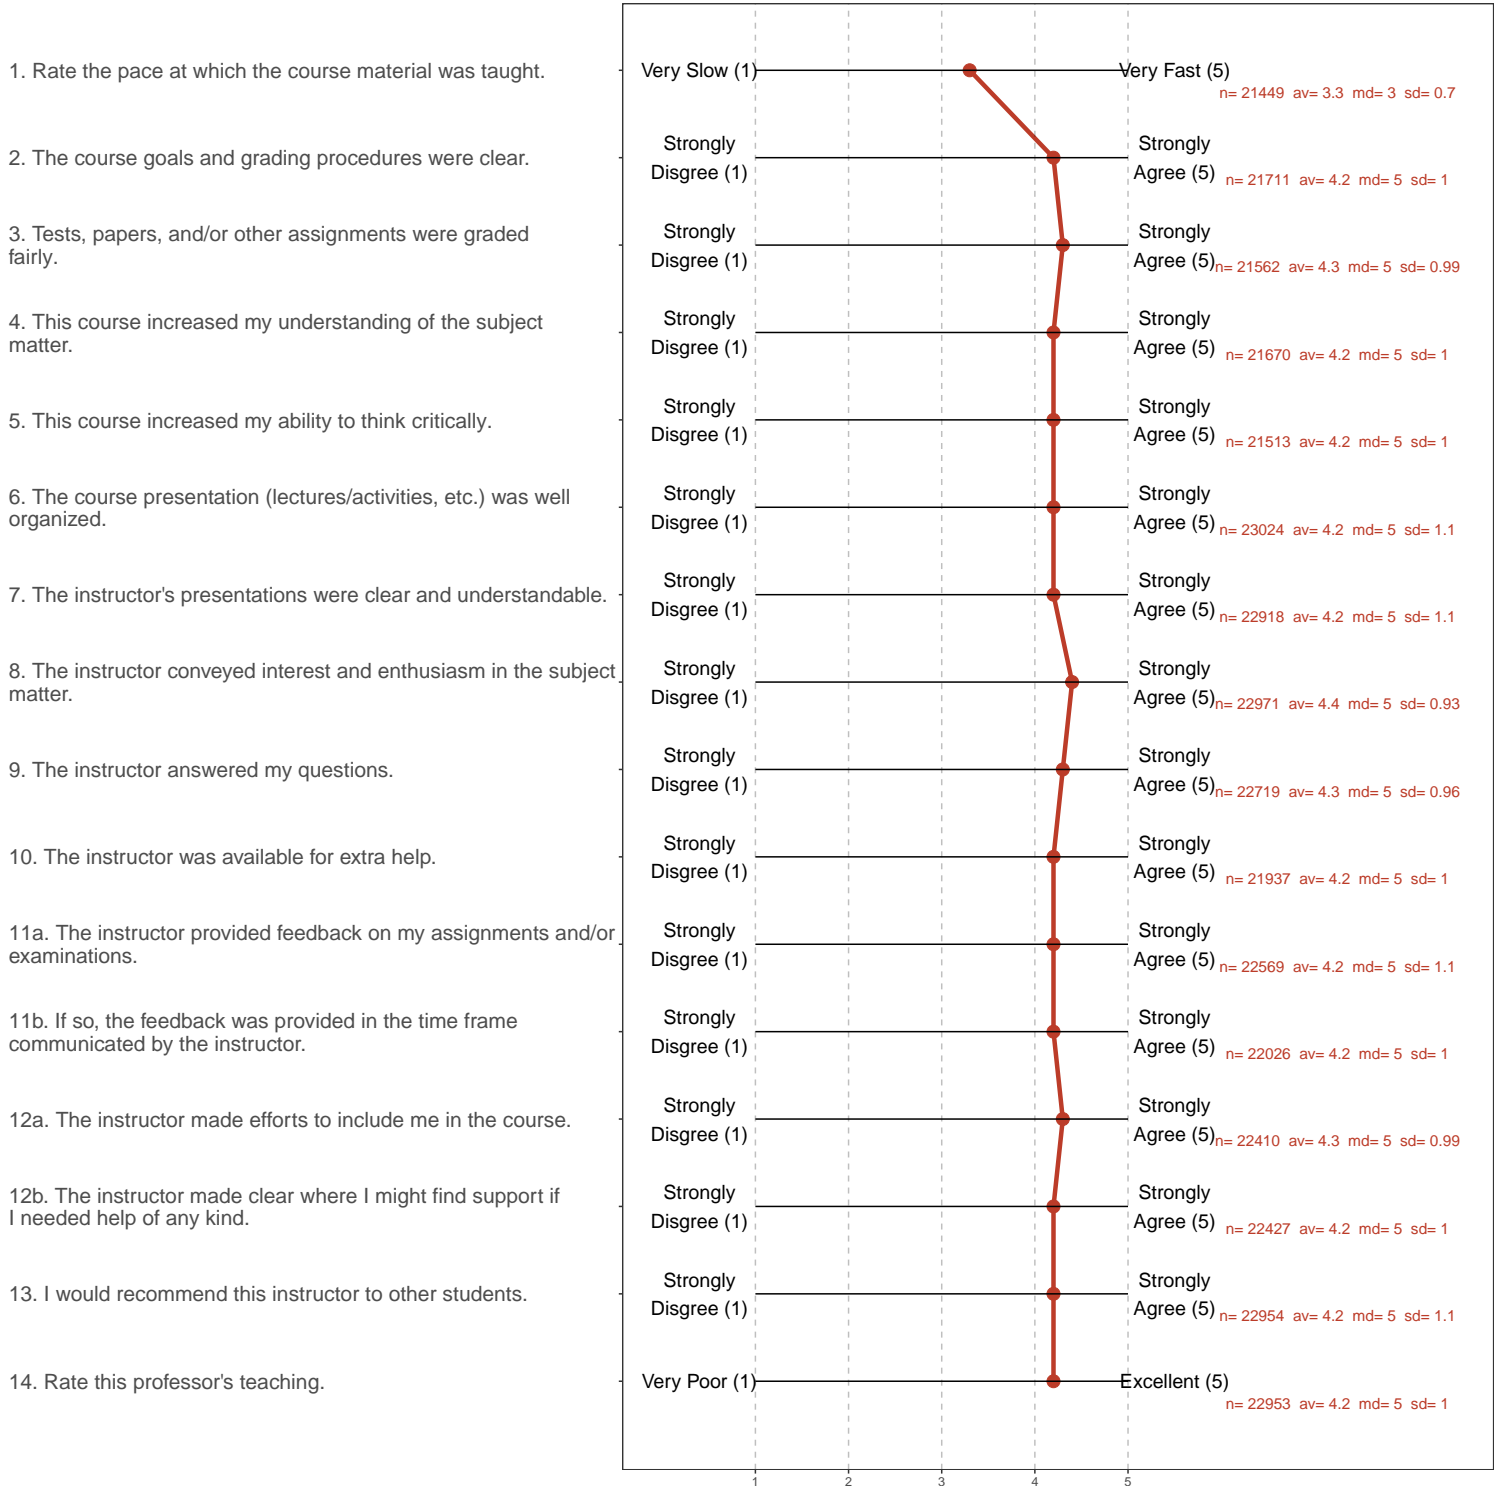 1. Rate the pace at which the course material was taught.
Very Slow (1)
Very Fast (5)
n= 21449 av= 3.3 md= 3 sd= 0.7
2. The course goals and grading procedures were clear.
Strongly
Disgree (1)
Strongly
Agree (5)
n= 21711 av= 4.2 md= 5 sd= 1
3. Tests, papers, and/or other assignments were graded
fairly.
Strongly
Disgree (1)
Strongly
Agree (5)
n= 21562 av= 4.3 md= 5 sd= 0.99
4. This course increased my understanding of the subject
matter.
Strongly
Disgree (1)
Strongly
Agree (5)
n= 21670 av= 4.2 md= 5 sd= 1
5. This course increased my ability to think critically.
Strongly
Disgree (1)
Strongly
Agree (5)
n= 21513 av= 4.2 md= 5 sd= 1
6. The course presentation (lectures/activities, etc.) was well
organized.
Strongly
Disgree (1)
Strongly
Agree (5)
n= 23024 av= 4.2 md= 5 sd= 1.1
7. The instructor's presentations were clear and understandable.
Strongly
Disgree (1)
Strongly
Agree (5)
n= 22918 av= 4.2 md= 5 sd= 1.1
8. The instructor conveyed interest and enthusiasm in the subject
matter.
Strongly
Disgree (1)
Strongly
Agree (5)
n= 22971 av= 4.4 md= 5 sd= 0.93
9. The instructor answered my questions.
Strongly
Disgree (1)
Strongly
Agree (5)
n= 22719 av= 4.3 md= 5 sd= 0.96
10. The instructor was available for extra help.
Strongly
Disgree (1)
Strongly
Agree (5)
n= 21937 av= 4.2 md= 5 sd= 1
11a. The instructor provided feedback on my assignments and/or
examinations.
Strongly
Disgree (1)
Strongly
Agree (5)
n= 22569 av= 4.2 md= 5 sd= 1.1
11b. If so, the feedback was provided in the time frame
communicated by the instructor.
Strongly
Disgree (1)
Strongly
Agree (5)
n= 22026 av= 4.2 md= 5 sd= 1
12a. The instructor made efforts to include me in the course.
Strongly
Disgree (1)
Strongly
Agree (5)
n= 22410 av= 4.3 md= 5 sd= 0.99
12b. The instructor made clear where I might find support if
I needed help of any kind.
Strongly
Disgree (1)
Strongly
Agree (5)
n= 22427 av= 4.2 md= 5 sd= 1
13. I would recommend this instructor to other students.
Strongly
Disgree (1)
Strongly
Agree (5)
n= 22954 av= 4.2 md= 5 sd= 1.1
14. Rate this professor's teaching.
Very Poor (1)
Excellent (5)
n= 22953 av= 4.2 md= 5 sd= 1
1 2 3 4 5